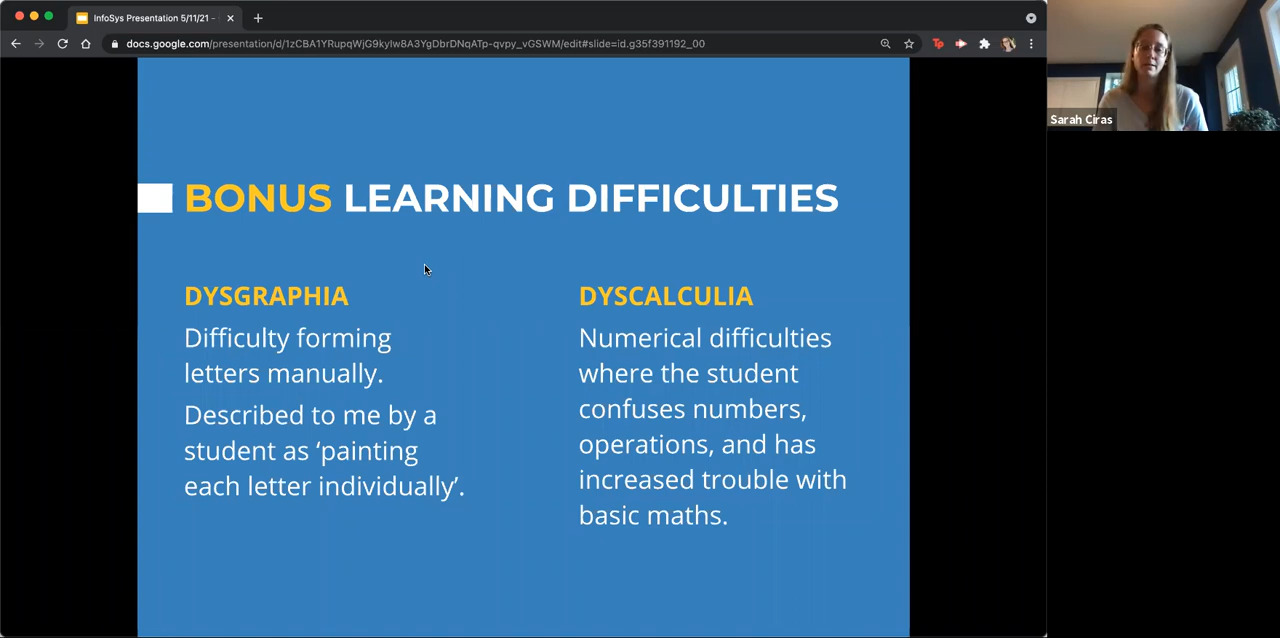 InfoSys Presentation 5/11/21 -
docs.google.com/presentation/d/1zCBA1YRupqWjG9kyIw8A3YgDbrDNqATp-qvpy_vGSWM/edit#slide=id.g35f391192_00
Sarah Ciras
BONUS LEARNING DIFFICULTIES
DYSGRAPHIA
Difficulty forming
letters manually.
Described to me by a
student as ‘painting
each letter individually’.
DYSCALCULIA
Numerical difficulties
where the student
confuses numbers,
operations, and has
increased trouble with
basic maths.